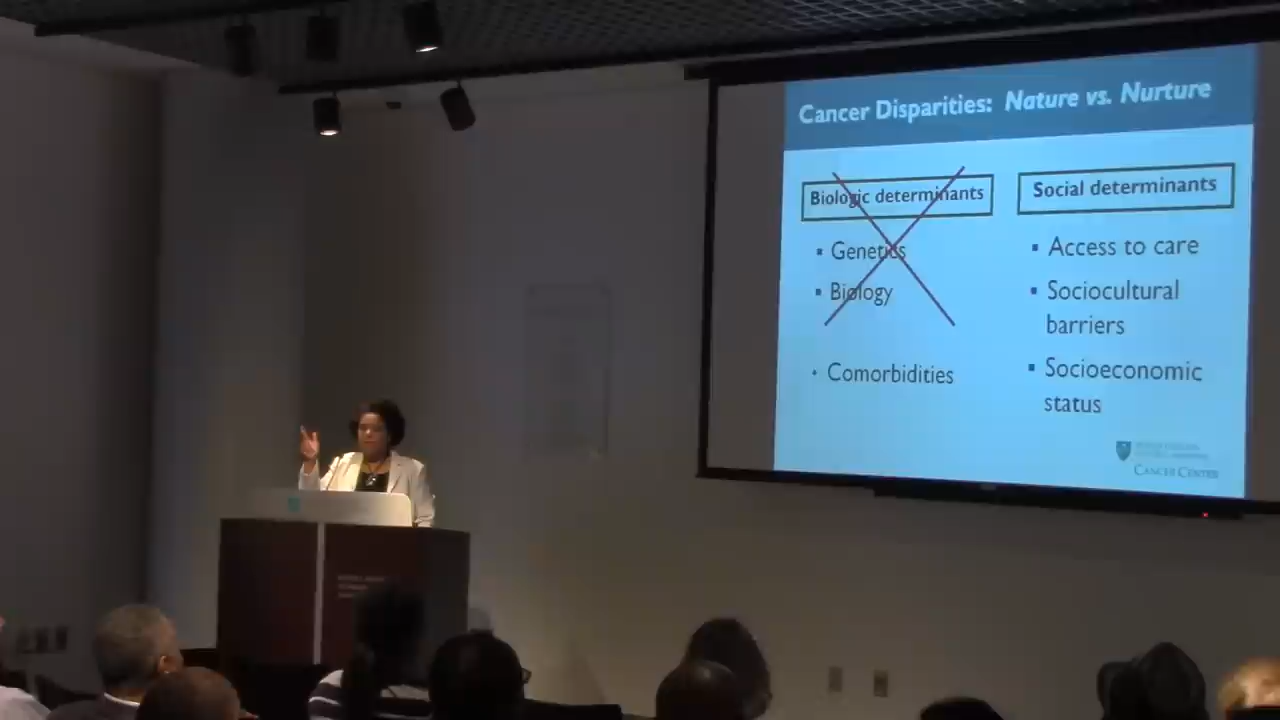 Cancer Disparities: Nature vs. Nurture
Biologic determinants
▪ Genetics
▪ Biology
• Comorbidities
Social determinants
▪ Access to care
▪ Sociocultural
barriers
▪ Socioeconomic
status
CANCER CENTER